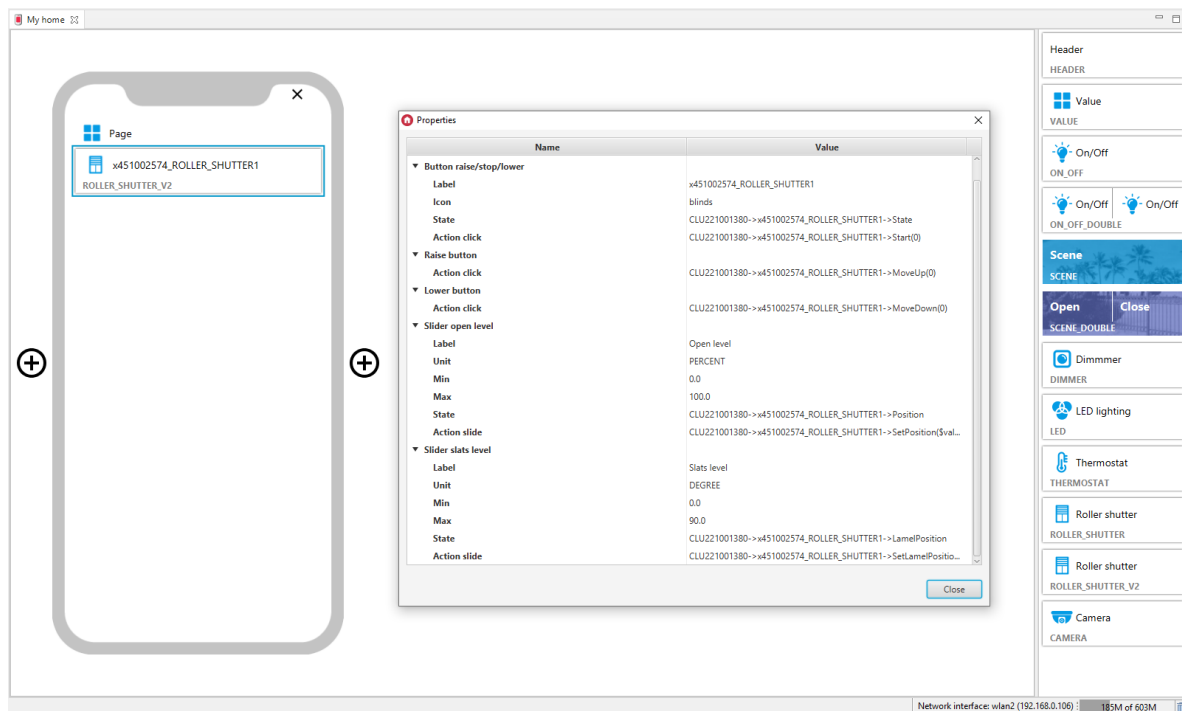 My home
Page
x451002574_ROLLER_SHUTTER1
ROLLER_SHUTTER_V2
Properties
Name Value
Button raise/stop/lower
Label x451002574_ROLLER_SHUTTER1
Icon blinds
State CLU221001380->x451002574_ROLLER_SHUTTER1->State
Action click CLU221001380->x451002574_ROLLER_SHUTTER1->Start(0)
Raise button
Action click CLU221001380->x451002574_ROLLER_SHUTTER1->MoveUp(0)
Lower button
Action click CLU221001380->x451002574_ROLLER_SHUTTER1->MoveDown(0)
Slider open level
Label Open level
Unit PERCENT
Min 0.0
Max 100.0
State CLU221001380->x451002574_ROLLER_SHUTTER1->Position
Action slide CLU221001380->x451002574_ROLLER_SHUTTER1->SetPosition($val...
Slider slats level
Label Slats level
Unit DEGREE
Min 0.0
Max 90.0
State CLU221001380->x451002574_ROLLER_SHUTTER1->LamelPosition
Action slide CLU221001380->x451002574_ROLLER_SHUTTER1->SetLamelPositio...
Close
Header
HEADER
Value
VALUE
On/Off
ON_OFF
On/Off On/Off
ON_OFF_DOUBLE
Scene
SCENE
Open Close
SCENE_DOUBLE
Dimmmer
DIMMER
LED lighting
LED
Thermostat
THERMOSTAT
Roller shutter
ROLLER_SHUTTER
Roller shutter
ROLLER_SHUTTER_V2
Camera
CAMERA
Network interface: wlan2 (192.168.0.106) 185M of 603M